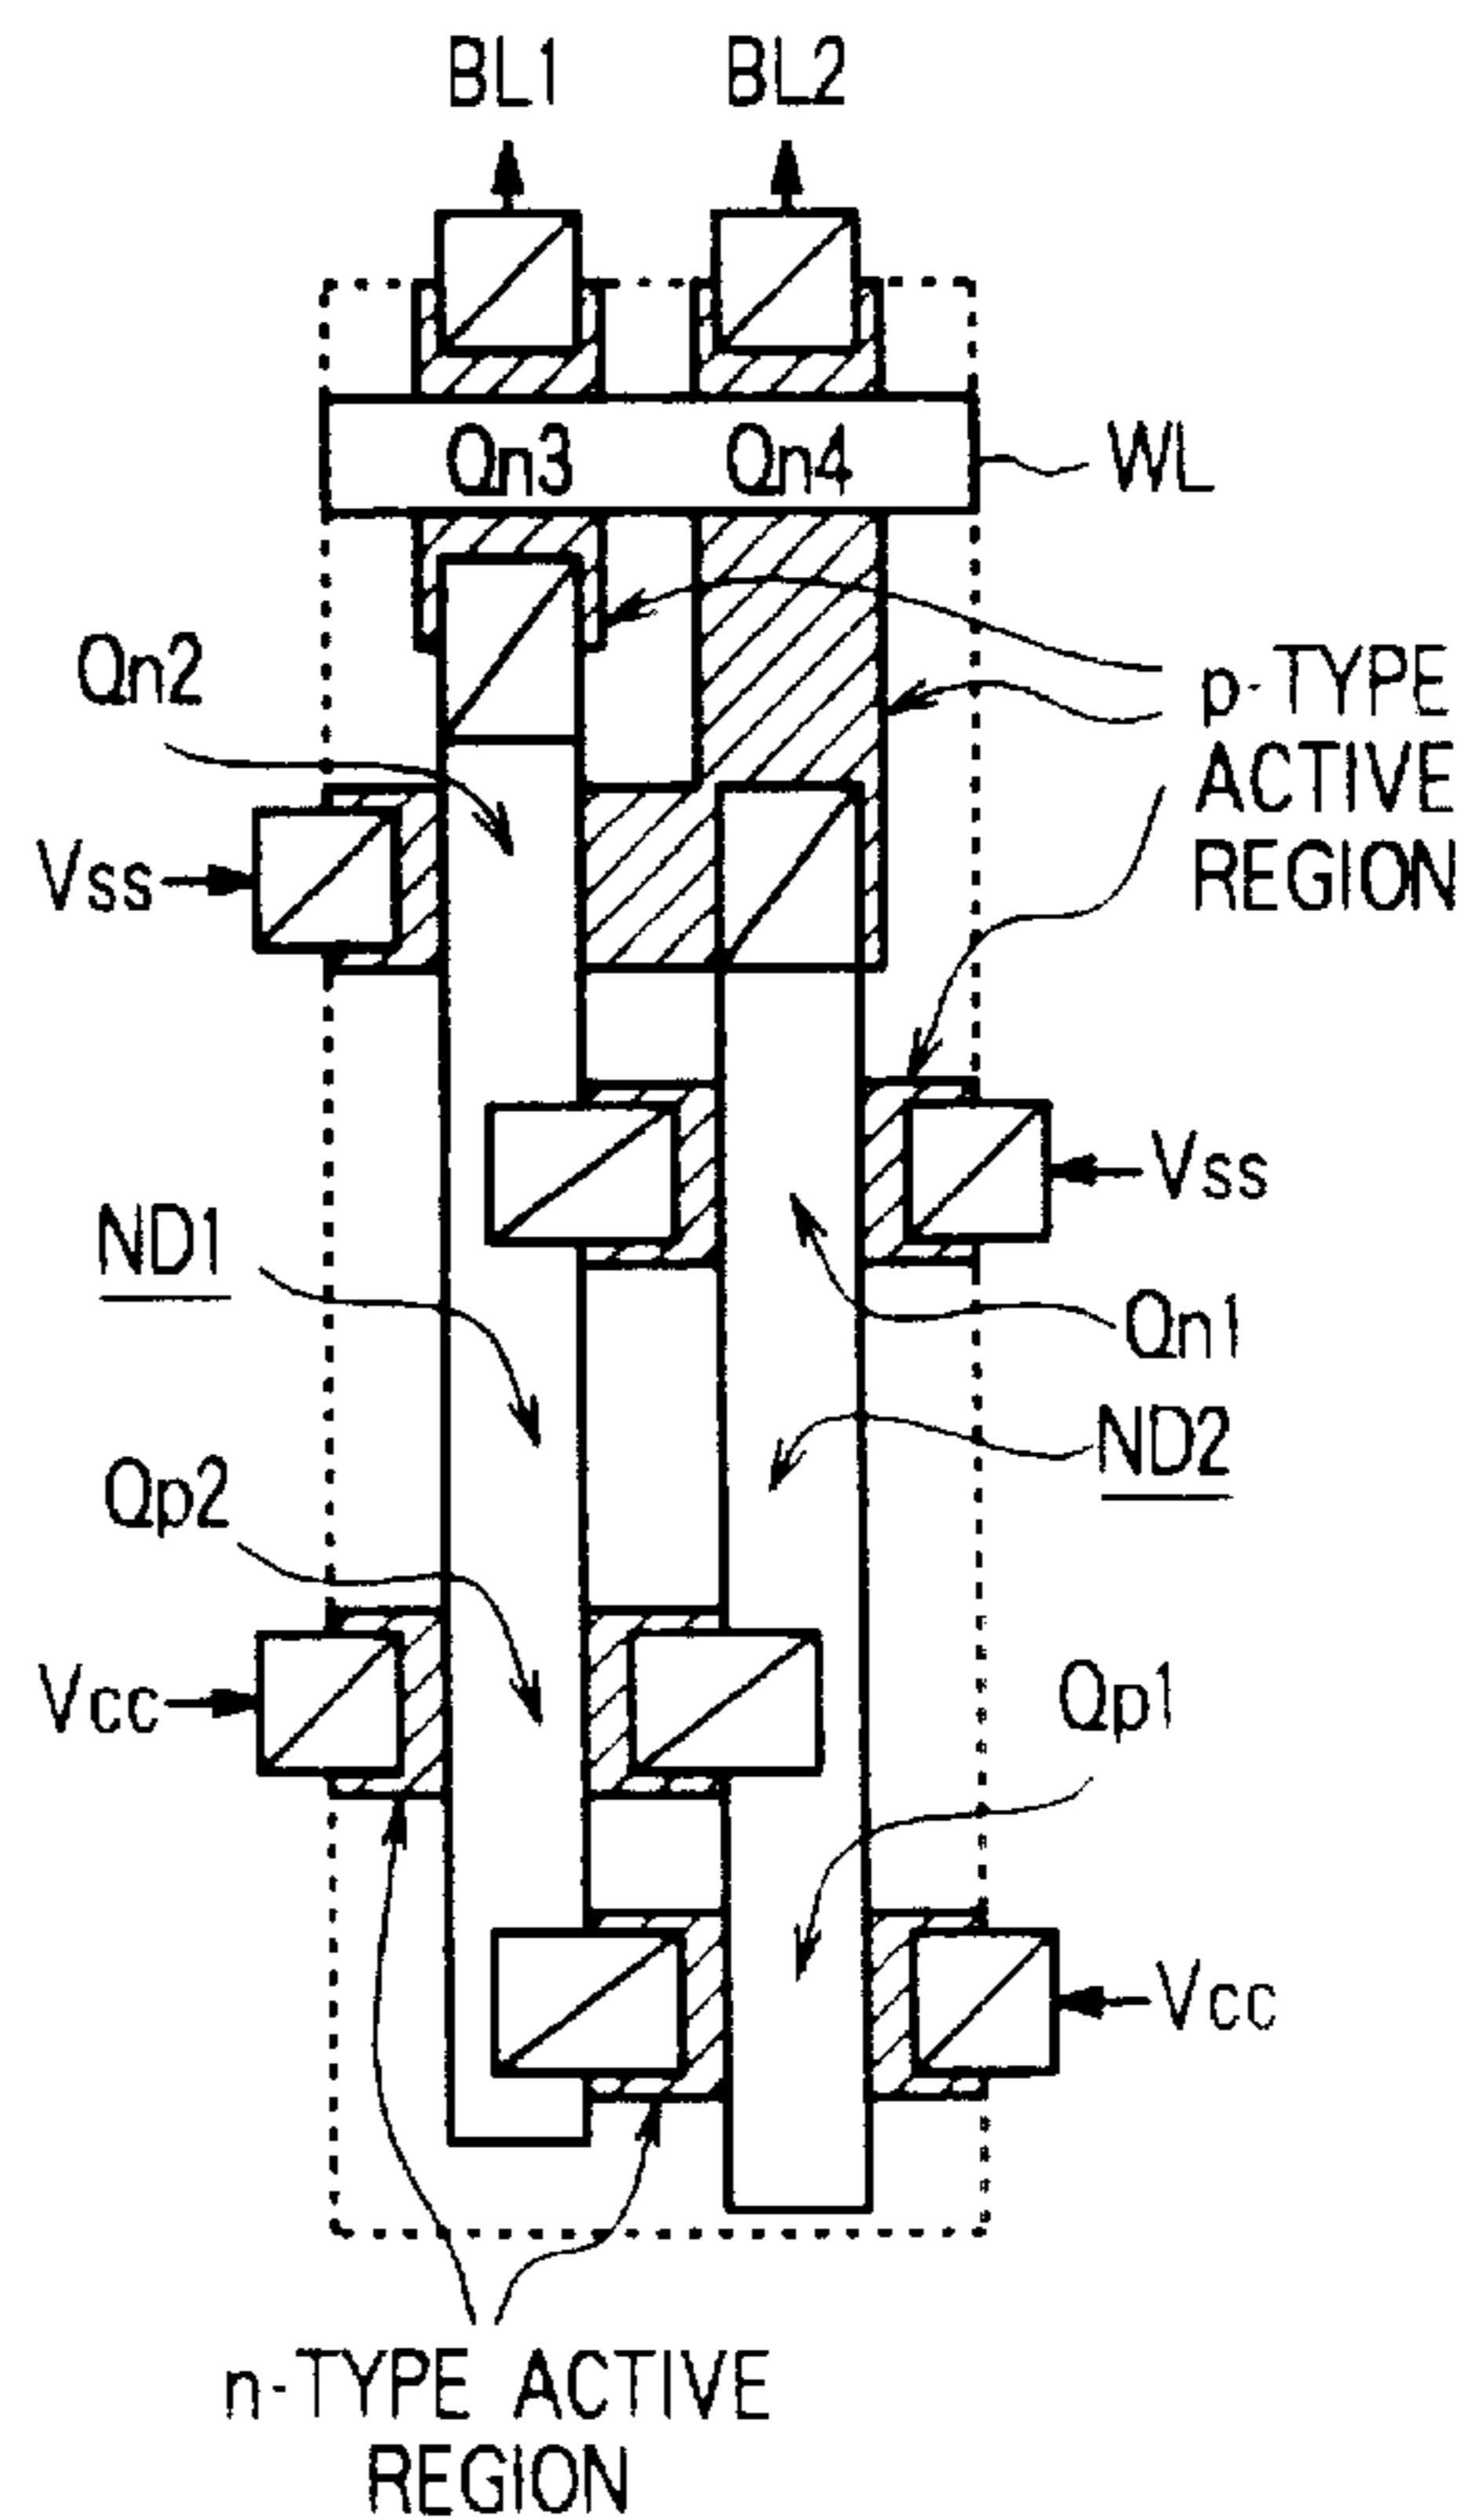 BL1 BL2
Qn3 Qn4
WL
Qn2
p-TYPE
ACTIVE
REGION
Vss
Vss
ND1
Qn1
ND2
Qp2
Vcc
Qp1
Vcc
n-TYPE ACTIVE
REGION